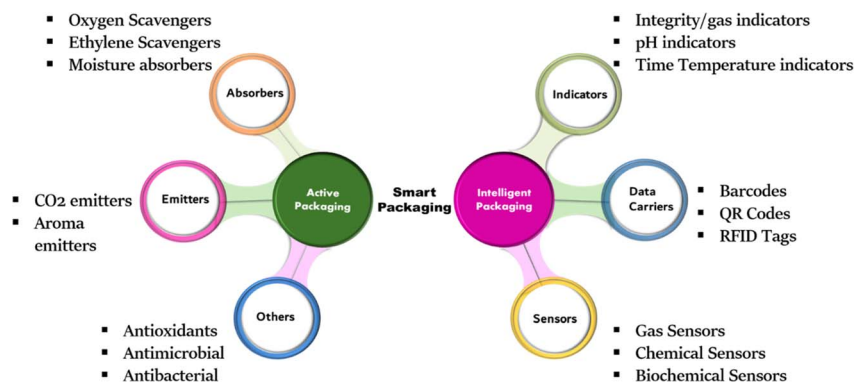 ▪ Oxygen Scavengers
▪ Ethylene Scavengers
▪ Moisture absorbers
Absorbers
▪ CO2 emitters
▪ Aroma
emitters
Emitters
Active
Packaging
Others
▪ Antioxidants
▪ Antimicrobial
▪ Antibacterial
Smart
Packaging
Intelligent
Packaging
Indicators
▪ Integrity/gas indicators
▪ pH indicators
▪ Time Temperature indicators
Data
Carriers
▪ Barcodes
▪ QR Codes
▪ RFID Tags
Sensors
▪ Gas Sensors
▪ Chemical Sensors
▪ Biochemical Sensors